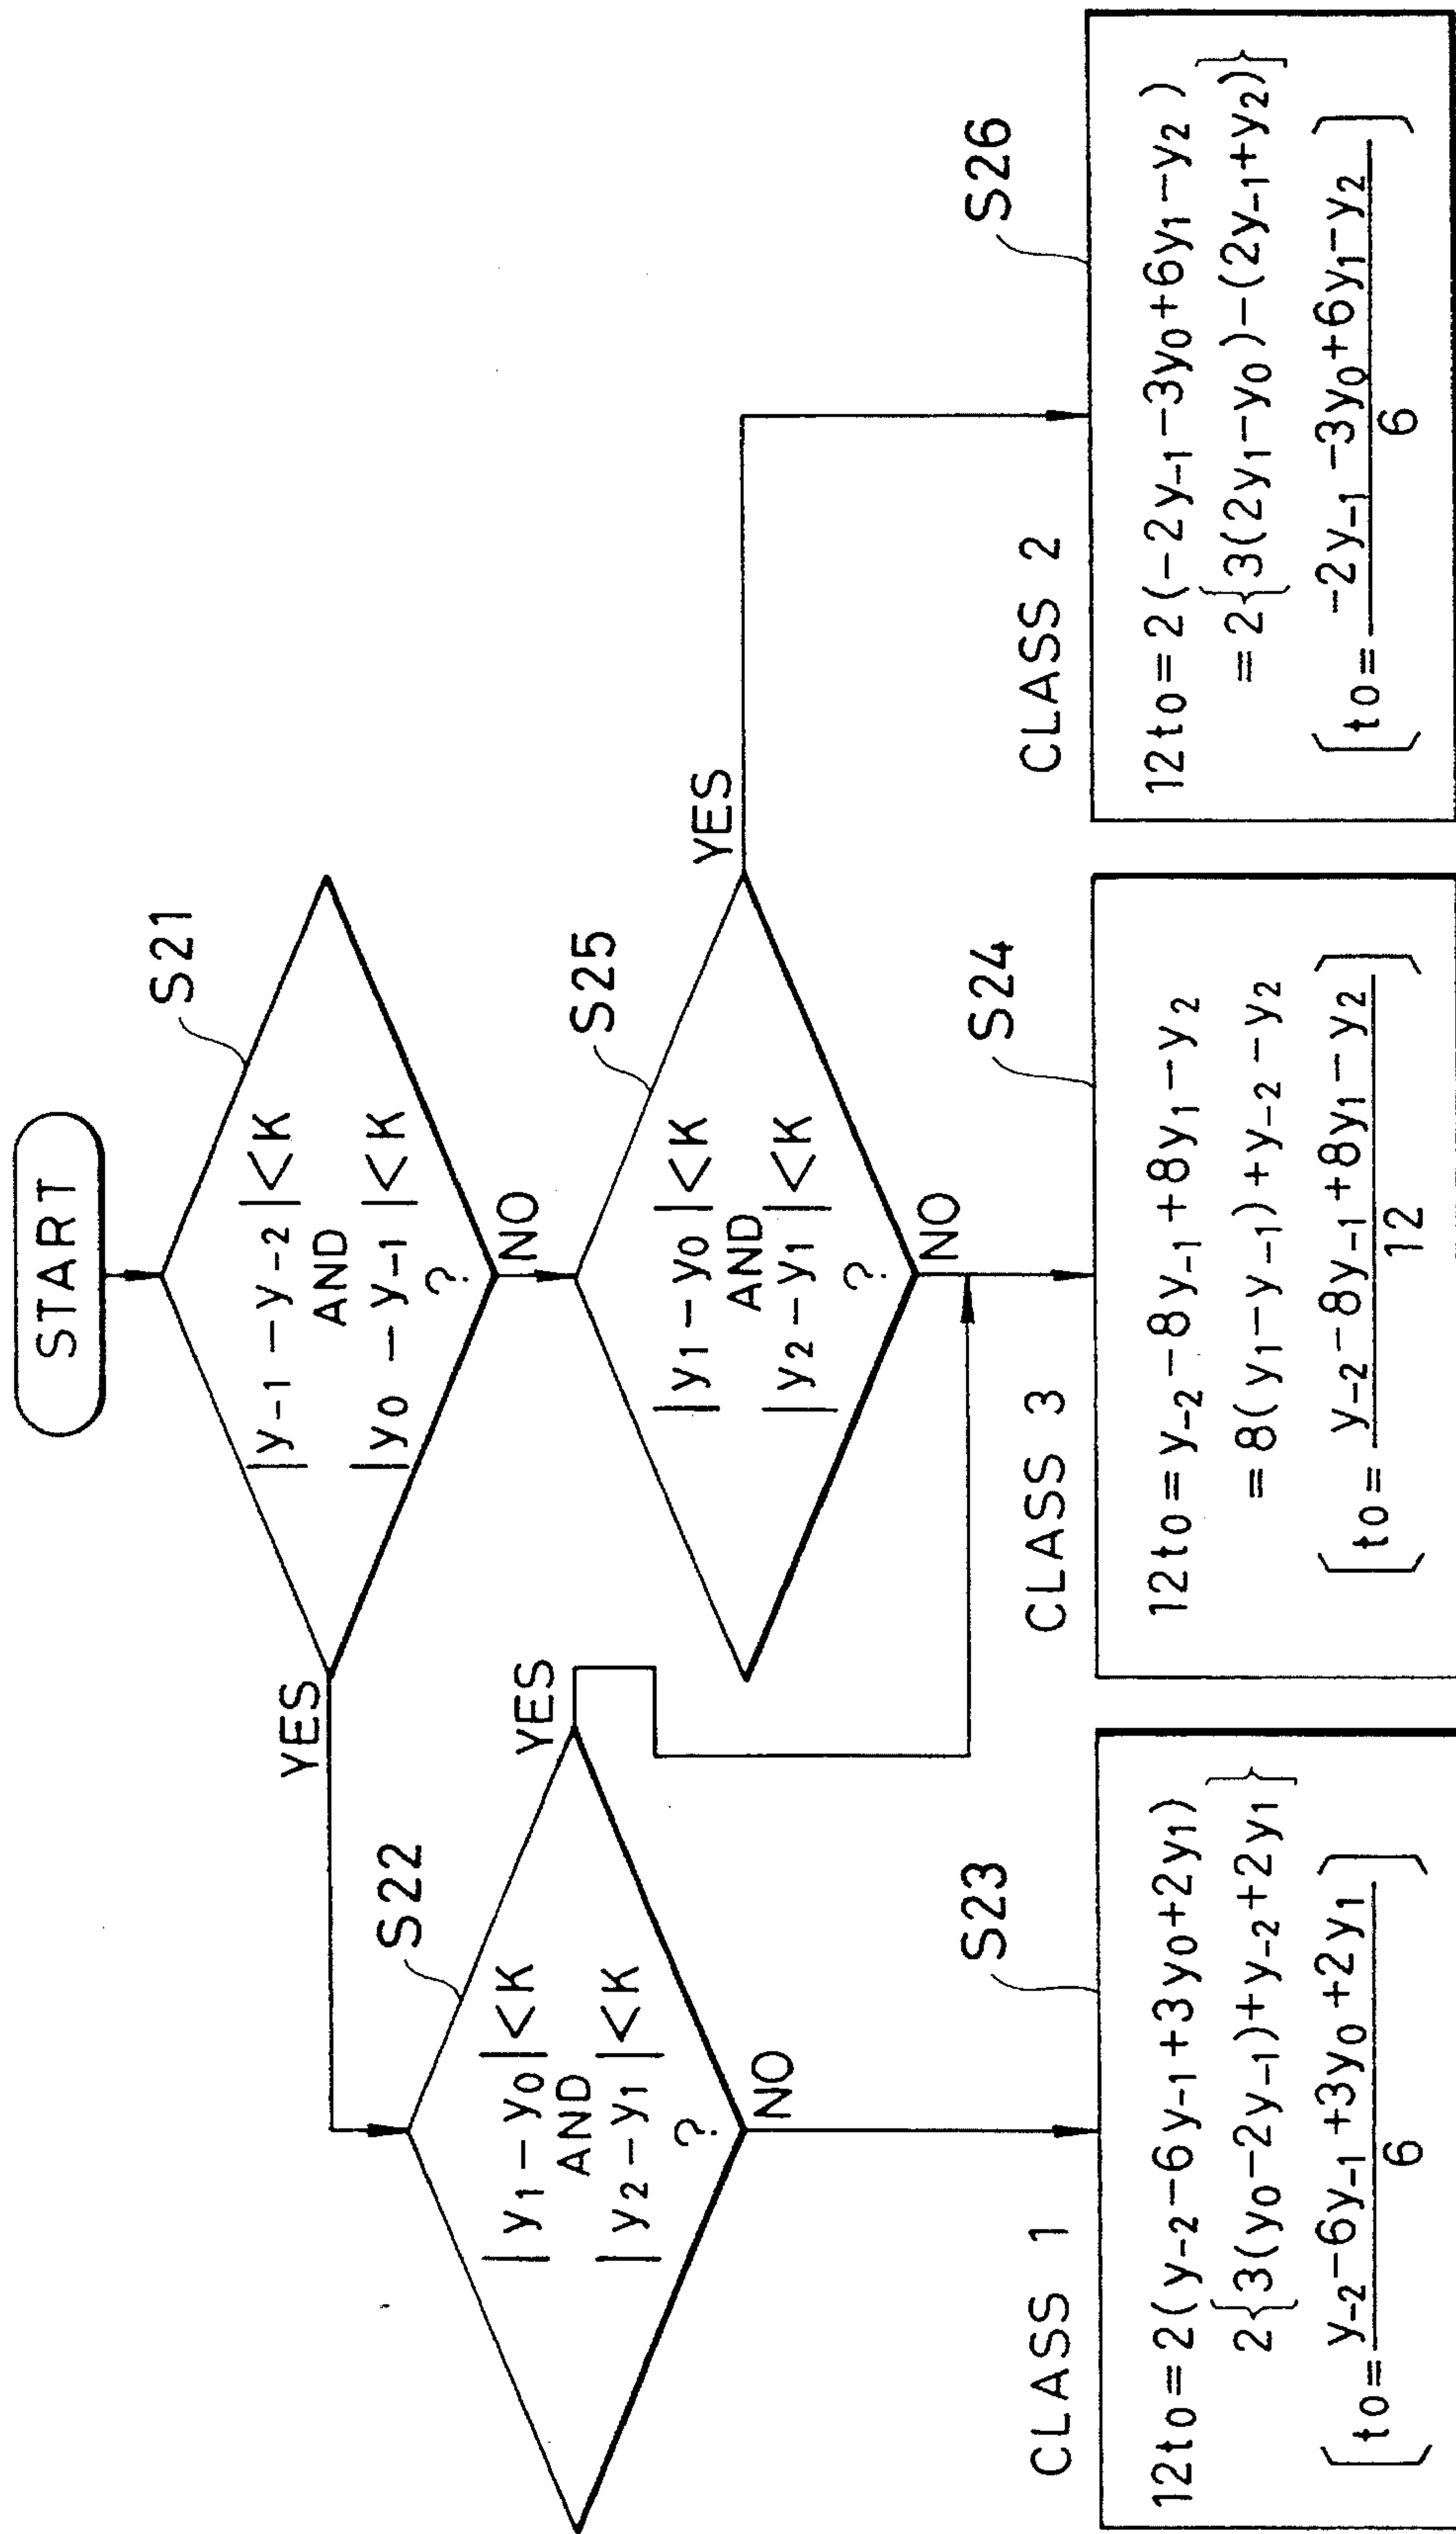 START
S21
|y₋₁−y₋₂|<K
AND
|y₀−y₋₁|<K
?
YES
NO
S22
|y₁−y₀|<K
AND
|y₂−y₁|<K
?
YES
NO
S25
|y₁−y₀|<K
AND
|y₂−y₁|<K
?
YES
NO
CLASS 1
S23
12t₀=2(y₋₂−6y₋₁+3y₀+2y₁)
2{3(y₀−2y₋₁)+y₋₂+2y₁}
[t₀=(y₋₂−6y₋₁+3y₀+2y₁)/6]
CLASS 3
S24
12t₀=y₋₂−8y₋₁+8y₁−y₂
=8(y₁−y₋₁)+y₋₂−y₂
[t₀=(y₋₂−8y₋₁+8y₁−y₂)/12]
CLASS 2
S26
12t₀=2(−2y₋₁−3y₀+6y₁−y₂)
=2{3(2y₁−y₀)−(2y₋₁+y₂)}
[t₀=(−2y₋₁−3y₀+6y₁−y₂)/6]